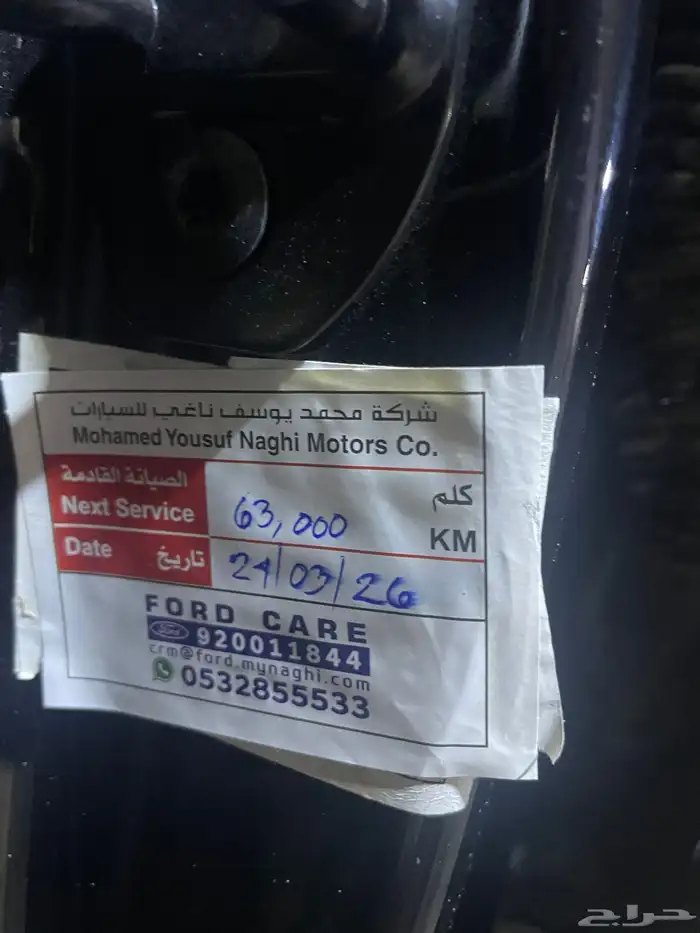 شركة محمد يوسف ناغي للسيارات
Mohamed Yousuf Naghi Motors Co.
الصيانة القادمة
Next Service 63,000 كلم KM
Date تاريخ 24/03/26
FORD CARE
Ford 920011844
crm@ford.mynaghi.com
0532855533
حراج